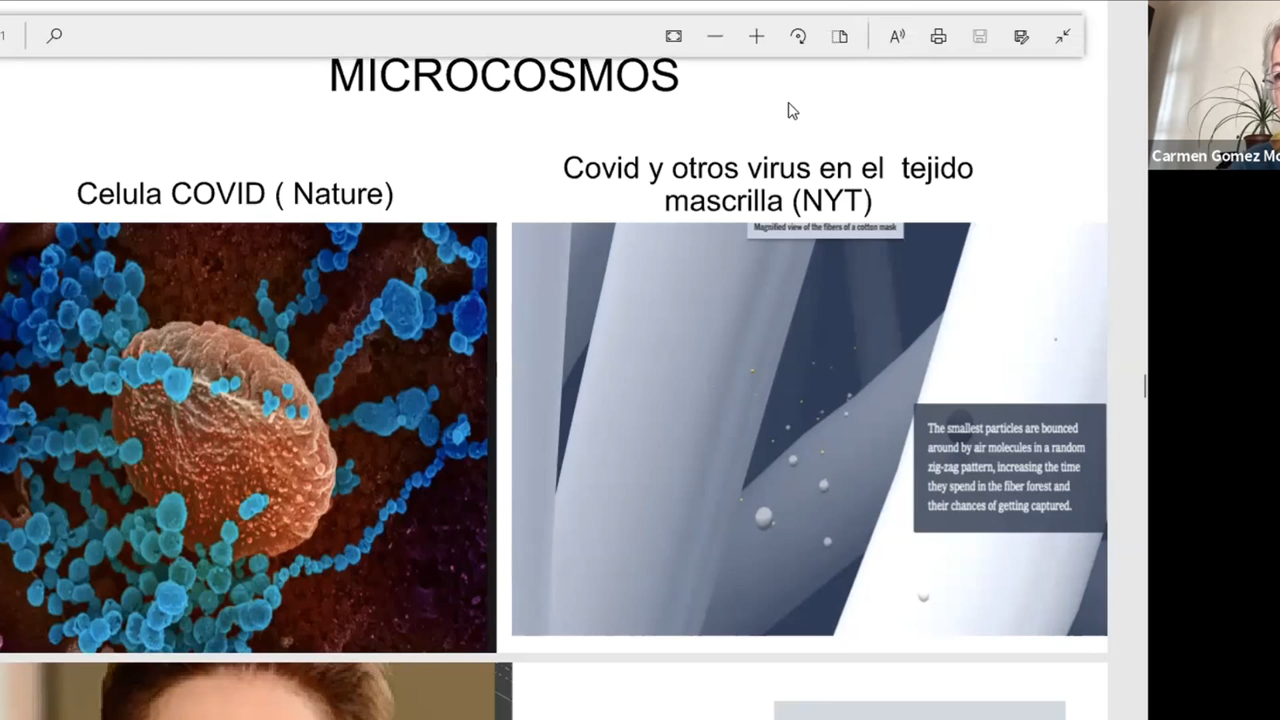 1
MICROCOSMOS
Celula COVID ( Nature)
Covid y otros virus en el tejido
mascrilla (NYT)
Magnified view of the fibers of a cotton mask
The smallest particles are bounced
around by air molecules in a random
zig-zag pattern, increasing the time
they spend in the fiber forest and
their chances of getting captured.
Carmen Gomez Mo